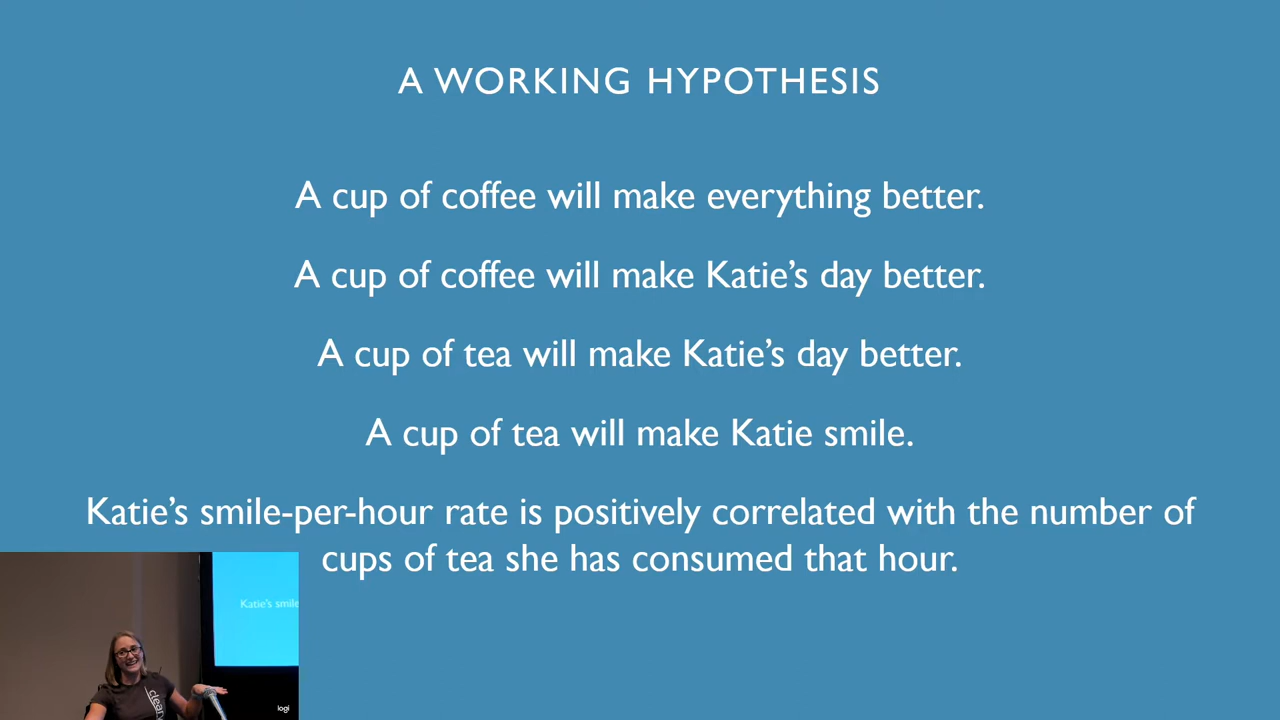 A WORKING HYPOTHESIS
A cup of coffee will make everything better.
A cup of coffee will make Katie’s day better.
A cup of tea will make Katie’s day better.
A cup of tea will make Katie smile.
Katie’s smile-per-hour rate is positively correlated with the number of
cups of tea she has consumed that hour.
Katie's smile
clear
logi